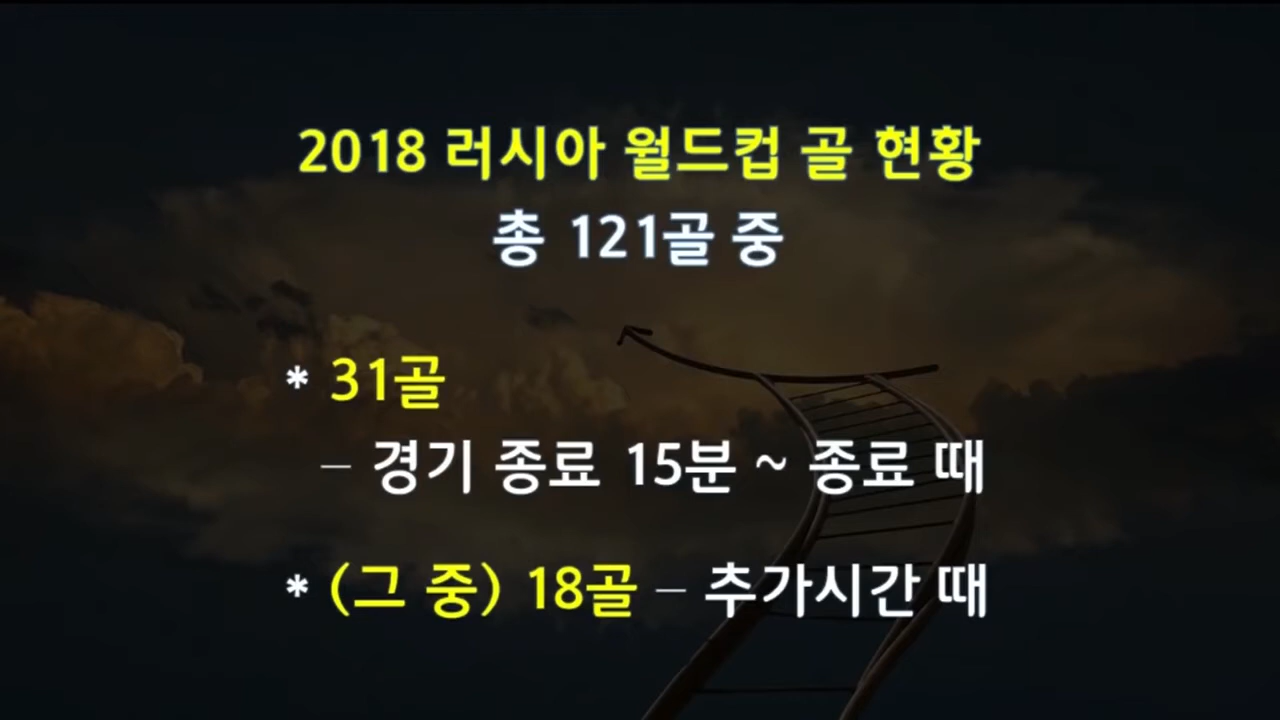 2018 러시아 월드컵 골 현황
총 121골 중
* 31골
– 경기 종료 15분 ~ 종료 때
* (그 중) 18골 – 추가시간 때